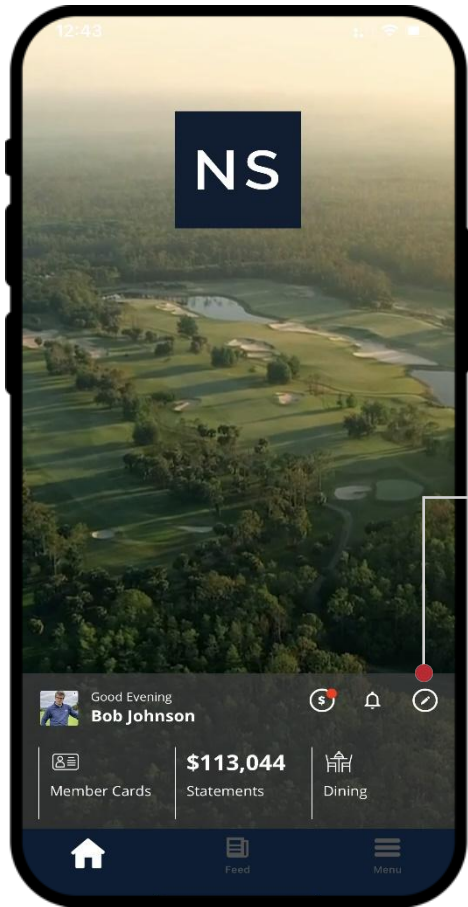 12:43
NS
Good Evening
Bob Johnson
$
Member Cards
$113,044
Statements
Dining
Feed
Menu